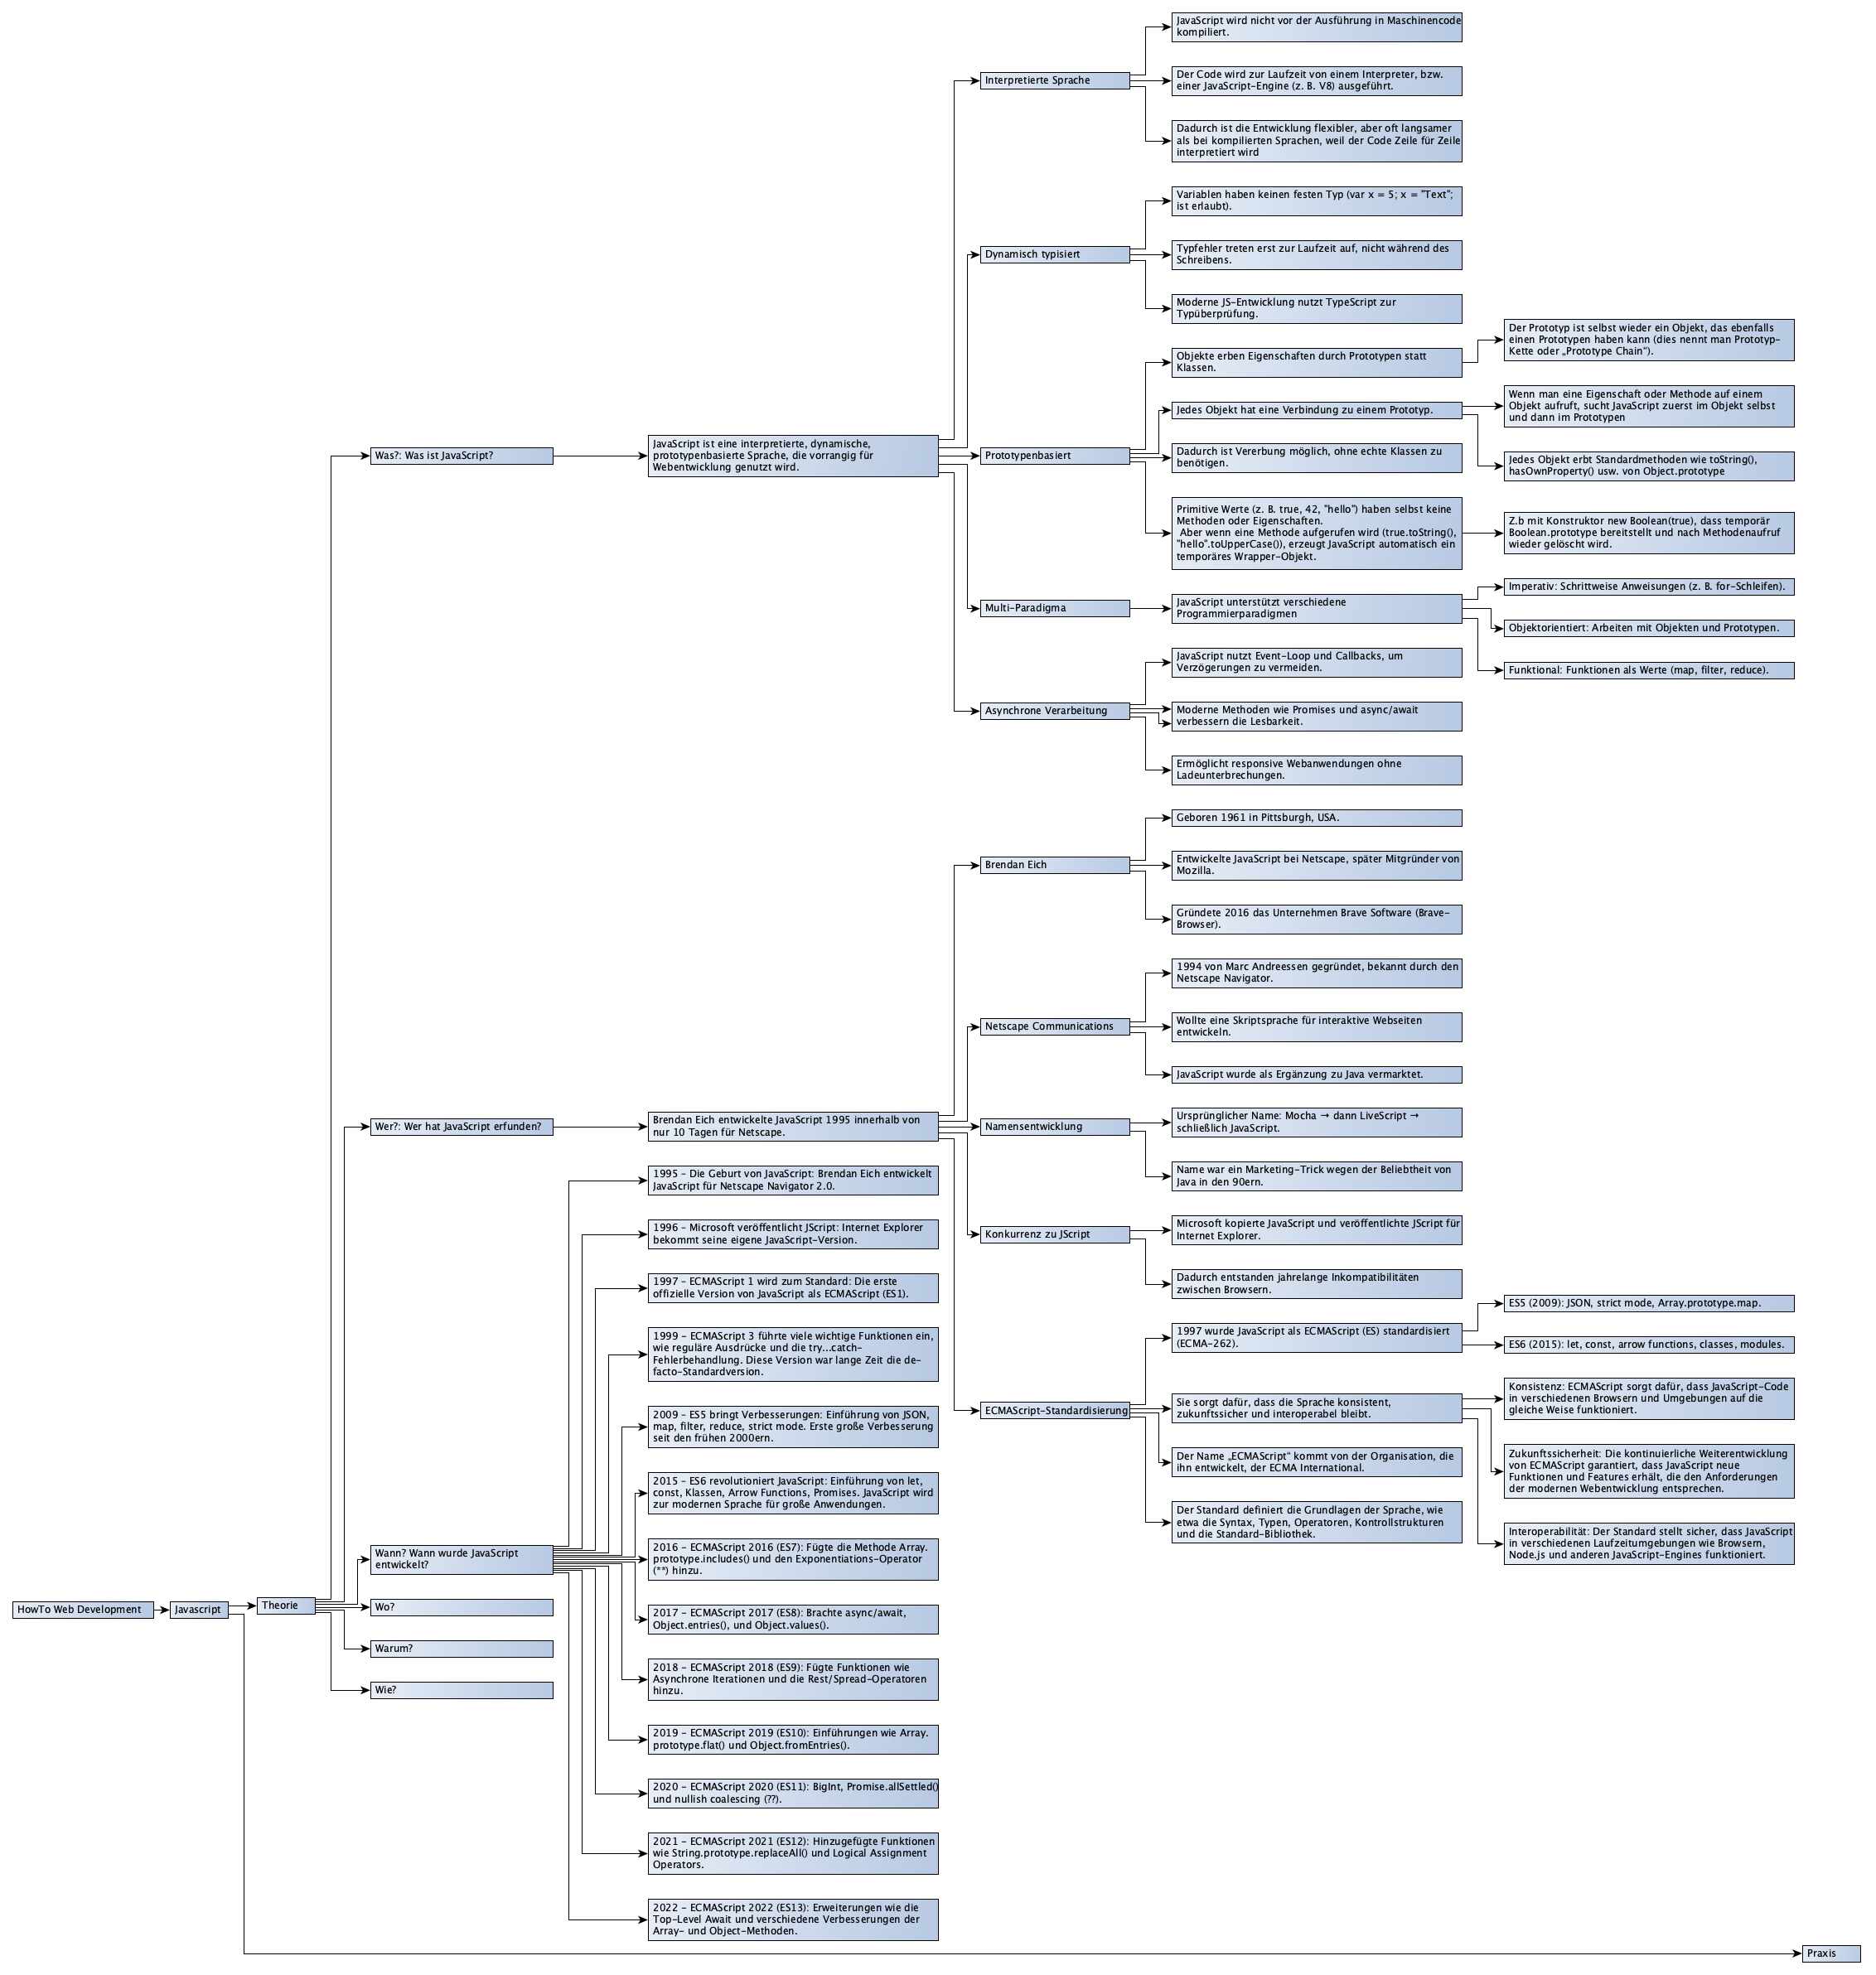 HowTo Web Development
Javascript
Theorie
Was?: Was ist JavaScript?
JavaScript ist eine interpretierte, dynamische,
prototypenbasierte Sprache, die vorrangig für
Webentwicklung genutzt wird.
Interpretierte Sprache
JavaScript wird nicht vor der Ausführung in Maschinencode
kompiliert.
Der Code wird zur Laufzeit von einem Interpreter, bzw.
einer JavaScript-Engine (z. B. V8) ausgeführt.
Dadurch ist die Entwicklung flexibler, aber oft langsamer
als bei kompilierten Sprachen, weil der Code Zeile für Zeile
interpretiert wird
Dynamisch typisiert
Variablen haben keinen festen Typ (var x = 5; x = "Text";
ist erlaubt).
Typfehler treten erst zur Laufzeit auf, nicht während des
Schreibens.
Moderne JS-Entwicklung nutzt TypeScript zur
Typüberprüfung.
Prototypenbasiert
Objekte erben Eigenschaften durch Prototypen statt
Klassen.
Der Prototyp ist selbst wieder ein Objekt, das ebenfalls
einen Prototypen haben kann (dies nennt man Prototyp-
Kette oder „Prototype Chain“).
Jedes Objekt hat eine Verbindung zu einem Prototyp.
Wenn man eine Eigenschaft oder Methode auf einem
Objekt aufruft, sucht JavaScript zuerst im Objekt selbst
und dann im Prototypen
Jedes Objekt erbt Standardmethoden wie toString(),
hasOwnProperty() usw. von Object.prototype
Dadurch ist Vererbung möglich, ohne echte Klassen zu
benötigen.
Primitive Werte (z. B. true, 42, "hello") haben selbst keine
Methoden oder Eigenschaften.
Aber wenn eine Methode aufgerufen wird (true.toString(),
"hello".toUpperCase()), erzeugt JavaScript automatisch ein
temporäres Wrapper-Objekt.
Z.b mit Konstruktor new Boolean(true), dass temporär
Boolean.prototype bereitstellt und nach Methodenaufruf
wieder gelöscht wird.
Multi-Paradigma
JavaScript unterstützt verschiedene
Programmierparadigmen
Imperativ: Schrittweise Anweisungen (z. B. for-Schleifen).
Objektorientiert: Arbeiten mit Objekten und Prototypen.
Funktional: Funktionen als Werte (map, filter, reduce).
Asynchrone Verarbeitung
JavaScript nutzt Event-Loop und Callbacks, um
Verzögerungen zu vermeiden.
Moderne Methoden wie Promises und async/await
verbessern die Lesbarkeit.
Ermöglicht responsive Webanwendungen ohne
Ladeunterbrechungen.
Wer?: Wer hat JavaScript erfunden?
Brendan Eich entwickelte JavaScript 1995 innerhalb von
nur 10 Tagen für Netscape.
Brendan Eich
Geboren 1961 in Pittsburgh, USA.
Entwickelte JavaScript bei Netscape, später Mitgründer von
Mozilla.
Gründete 2016 das Unternehmen Brave Software (Brave-
Browser).
Netscape Communications
1994 von Marc Andreessen gegründet, bekannt durch den
Netscape Navigator.
Wollte eine Skriptsprache für interaktive Webseiten
entwickeln.
JavaScript wurde als Ergänzung zu Java vermarktet.
Namensentwicklung
Ursprünglicher Name: Mocha → dann LiveScript →
schließlich JavaScript.
Name war ein Marketing-Trick wegen der Beliebtheit von
Java in den 90ern.
Konkurrenz zu JScript
Microsoft kopierte JavaScript und veröffentlichte JScript für
Internet Explorer.
Dadurch entstanden jahrelange Inkompatibilitäten
zwischen Browsern.
ECMAScript-Standardisierung
1997 wurde JavaScript als ECMAScript (ES) standardisiert
(ECMA-262).
ES5 (2009): JSON, strict mode, Array.prototype.map.
ES6 (2015): let, const, arrow functions, classes, modules.
Sie sorgt dafür, dass die Sprache konsistent,
zukunftssicher und interoperabel bleibt.
Konsistenz: ECMAScript sorgt dafür, dass JavaScript-Code
in verschiedenen Browsern und Umgebungen auf die
gleiche Weise funktioniert.
Zukunftssicherheit: Die kontinuierliche Weiterentwicklung
von ECMAScript garantiert, dass JavaScript neue
Funktionen und Features erhält, die den Anforderungen
der modernen Webentwicklung entsprechen.
Interoperabilität: Der Standard stellt sicher, dass JavaScript
in verschiedenen Laufzeitumgebungen wie Browsern,
Node.js und anderen JavaScript-Engines funktioniert.
Der Name „ECMAScript“ kommt von der Organisation, die
ihn entwickelt, der ECMA International.
Der Standard definiert die Grundlagen der Sprache, wie
etwa die Syntax, Typen, Operatoren, Kontrollstrukturen
und die Standard-Bibliothek.
Wann? Wann wurde JavaScript
entwickelt?
1995 – Die Geburt von JavaScript: Brendan Eich entwickelt
JavaScript für Netscape Navigator 2.0.
1996 – Microsoft veröffentlicht JScript: Internet Explorer
bekommt seine eigene JavaScript-Version.
1997 – ECMAScript 1 wird zum Standard: Die erste
offizielle Version von JavaScript als ECMAScript (ES1).
1999 – ECMAScript 3 führte viele wichtige Funktionen ein,
wie reguläre Ausdrücke und die try...catch-
Fehlerbehandlung. Diese Version war lange Zeit die de-
facto-Standardversion.
2009 – ES5 bringt Verbesserungen: Einführung von JSON,
map, filter, reduce, strict mode. Erste große Verbesserung
seit den frühen 2000ern.
2015 – ES6 revolutioniert JavaScript: Einführung von let,
const, Klassen, Arrow Functions, Promises. JavaScript wird
zur modernen Sprache für große Anwendungen.
2016 – ECMAScript 2016 (ES7): Fügte die Methode Array.
prototype.includes() und den Exponentiations-Operator
(**) hinzu.
2017 – ECMAScript 2017 (ES8): Brachte async/await,
Object.entries(), und Object.values().
2018 – ECMAScript 2018 (ES9): Fügte Funktionen wie
Asynchrone Iterationen und die Rest/Spread-Operatoren
hinzu.
2019 – ECMAScript 2019 (ES10): Einführungen wie Array.
prototype.flat() und Object.fromEntries().
2020 – ECMAScript 2020 (ES11): BigInt, Promise.allSettled()
und nullish coalescing (??).
2021 – ECMAScript 2021 (ES12): Hinzugefügte Funktionen
wie String.prototype.replaceAll() und Logical Assignment
Operators.
2022 – ECMAScript 2022 (ES13): Erweiterungen wie die
Top-Level Await und verschiedene Verbesserungen der
Array- und Object-Methoden.
Wo?
Warum?
Wie?
Praxis